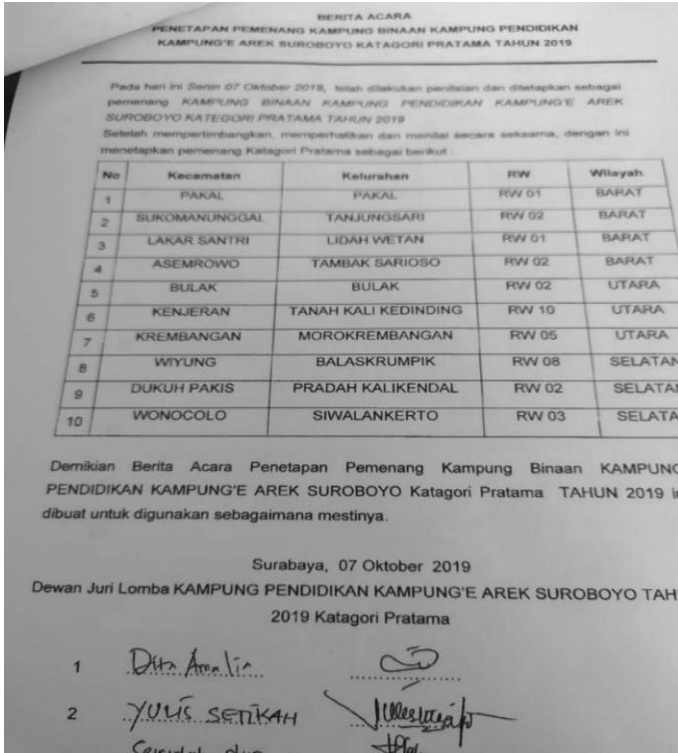 BERITA ACARA
PENETAPAN PEMENANG KAMPUNG BINAAN KAMPUNG PENDIDIKAN
KAMPUNG'E AREK SUROBOYO KATAGORI PRATAMA TAHUN 2019
Pada hari ini Senin 07 Oktober 2019, telah dilakukan penilaian dan ditetapkan sebagai
pemenang KAMPUNG BINAAN KAMPUNG PENDIDIKAN KAMPUNG'E AREK
SUROBOYO KATEGORI PRATAMA TAHUN 2019
Setelah mempertimbangkan, memperhatikan dan menilai secara seksama, dengan ini
menetapkan pemenang Katagori Pratama sebagai berikut :
No Kecamatan Kelurahan RW Wilayah
1 PAKAL PAKAL RW 01 BARAT
2 SUKOMANUNGGAL TANJUNGSARI RW 02 BARAT
3 LAKAR SANTRI LIDAH WETAN RW 01 BARAT
4 ASEMROWO TAMBAK SARIOSO RW 02 BARAT
5 BULAK BULAK RW 02 UTARA
6 KENJERAN TANAH KALI KEDINDING RW 10 UTARA
7 KREMBANGAN MOROKREMBANGAN RW 05 UTARA
8 WIYUNG BALASKRUMPIK RW 08 SELATAN
9 DUKUH PAKIS PRADAH KALIKENDAL RW 02 SELATA
10 WONOCOLO SIWALANKERTO RW 03 SELATA
Demikian Berita Acara Penetapan Pemenang Kampung Binaan KAMPUNG
PENDIDIKAN KAMPUNG'E AREK SUROBOYO Katagori Pratama TAHUN 2019 i
dibuat untuk digunakan sebagaimana mestinya.
Surabaya, 07 Oktober 2019
Dewan Juri Lomba KAMPUNG PENDIDIKAN KAMPUNG'E AREK SUROBOYO TAH
2019 Katagori Pratama
1 Dita Amalia
2 YULIS SETIKAH